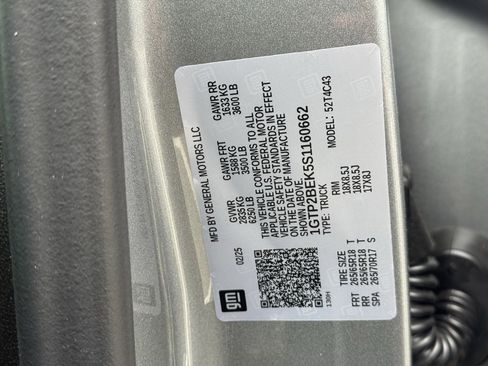 MFD BY GENERAL MOTORS LLC
02/25 GVWR GAWR FRT GAWR RR
2835 KG 1588 KG 1633 KG
6250 LB 3500 LB 3600 LB
THIS VEHICLE CONFORMS TO ALL
APPLICABLE U.S. FEDERAL MOTOR
VEHICLE SAFETY STANDARDS IN EFFECT
ON THE DATE OF MANUFACTURE
SHOWN ABOVE.
1GTP2BEK5S1160662
TYPE: TRUCK MODEL: 52T4C43
TIRE SIZE RIM
FRT 265/65R18 T 18X8.5J
RR 265/65R18 T 18X8.5J
SPA 265/70R17 S 17X8J
gm
130H